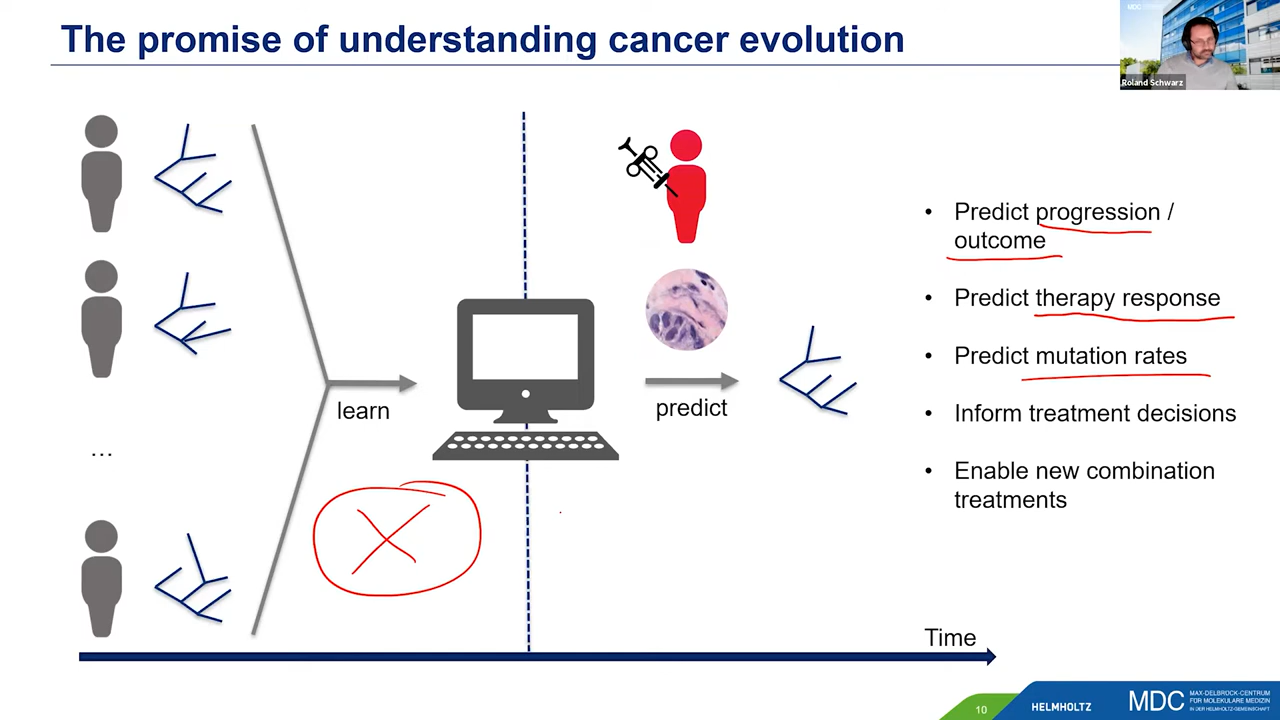 The promise of understanding cancer evolution
MDC
Roland Schwarz
• Predict progression /
outcome
• Predict therapy response
• Predict mutation rates
• Inform treatment decisions
• Enable new combination
treatments
learn
predict
...
X
Time
10
HELMHOLTZ
MDC
MAX-DELBRÜCK-CENTRUM
FÜR MOLEKULARE MEDIZIN
IN DER HELMHOLTZ-GEMEINSCHAFT